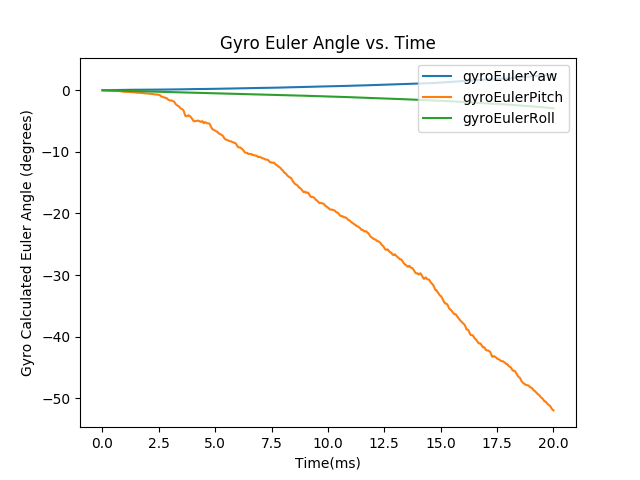 Gyro Euler Angle vs. Time
gyroEulerYaw
gyroEulerPitch
gyroEulerRoll
Gyro Calculated Euler Angle (degrees)
0
−10
−20
−30
−40
−50
0.0 2.5 5.0 7.5 10.0 12.5 15.0 17.5 20.0
Time(ms)